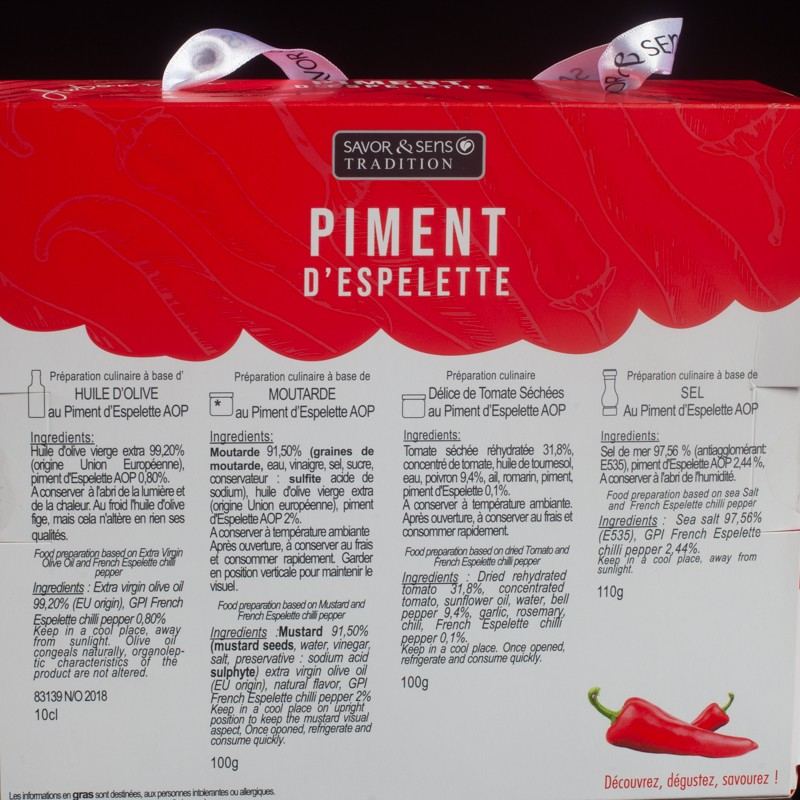 PIMENT
D'ESPELETTE
SAVOR & SENS
TRADITION
PIMENT
D'ESPELETTE
Préparation culinaire à base d'
HUILE D'OLIVE
au Piment d'Espelette AOP
Ingredients:
Huile d'olive vierge extra 99,20%
(origine Union Européenne),
piment d'Espelette AOP 0,80%.
A conserver à l'abri de la lumière et
de la chaleur. Au froid l'huile d'olive
fige, mais cela n'altère en rien ses
qualités.
Food preparation based on Extra Virgin
Olive Oil and French Espelette chilli
pepper
Ingredients : Extra virgin olive oil
99,20% (EU origin), GPI French
Espelette chilli pepper 0,80%
Keep in a cool place, away
from sunlight. Olive oil
congeals naturally, organolep-
tic characteristics of the
product are not altered.
83139 N/O 2018
10cl
Préparation culinaire à base de
MOUTARDE
au Piment d'Espelette AOP
*
Ingredients:
Moutarde 91,50% (graines de
moutarde, eau, vinaigre, sel, sucre,
conservateur : sulfite acide de
sodium), huile d'olive vierge extra
(origine Union européenne), piment
d'Espelette AOP 2%.
A conserver à température ambiante
Après ouverture, à conserver au frais
et consommer rapidement. Garder
en position verticale pour maintenir le
visuel.
Food preparation based on Mustard and
French Espelette chilli pepper
Ingredients :Mustard 91,50%
(mustard seeds, water, vinegar,
salt, preservative : sodium acid
sulphyte) extra virgin olive oil
(EU origin), natural flavor, GPI
French Espelette chilli pepper 2%
Keep in a cool place on upright
position to keep the mustard visual
aspect, Once oponed, refrigerate and
consume quickly.
100g
Préparation culinaire
Délice de Tomate Séchées
au Piment d'Espelette AOP
Ingredients:
Tomate séchée réhydratée 31,8%,
concentré de tomate, huile de tournesol,
eau, poivron 9,4%, ail, romarin, piment,
piment d'Espelette 0,1%.
A conserver à température ambiante.
Après ouverture, à conserver au frais et
consommer rapidement.
Food preparation based on dried Tomato and
French Espelette chilli pepper
Ingredients : Dried rehydrated
tomato 31,8%, concentrated
tomato, sunflower oil, water, bell
pepper 9,4%, garlic, rosemary,
chili, French Espelette chilli
pepper 0,1%.
Keep in a cool place. Once opened,
refrigerate and consume quickly.
100g
Préparation culinaire à base de
SEL
Au Piment d'Espelette AOP
Ingredients:
Sel de mer 97,56 % (antiagglomérant:
E535), piment d'Espelette AOP 2,44%,
A conserver à l'abri de l'humidité.
Food preparation based on sea Salt
and French Espelette chilli pepper
Ingredients : Sea salt 97,56%
(E535), GPI French Espelette
chilli pepper 2,44%.
Keep in a cool place, away from
sunlight.
110g
Découvrez, dégustez, savourez !
Les informations en gras sont destinées, aux personnes intolerantes ou allergiques.